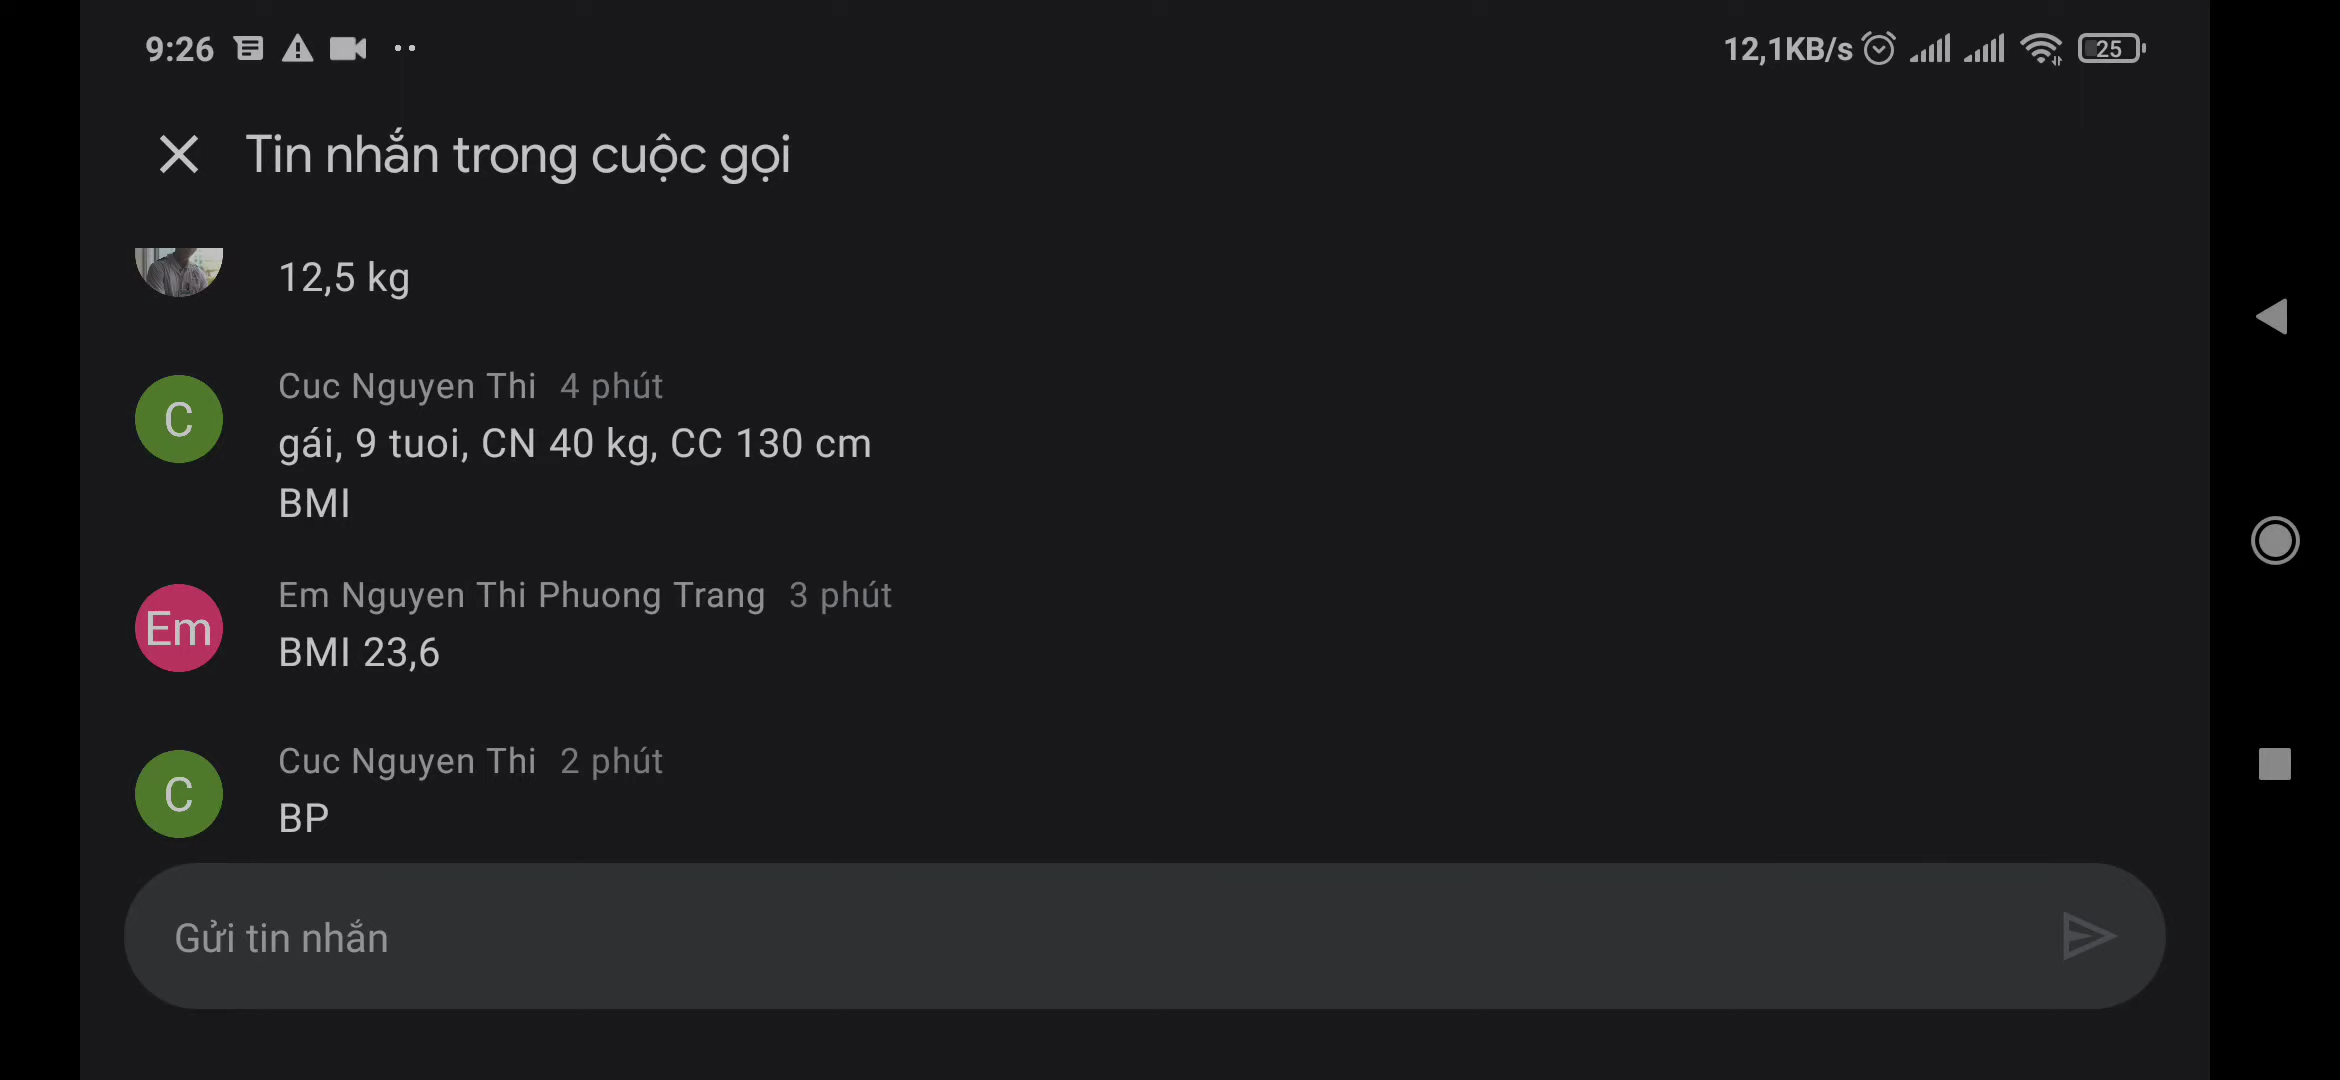 9:26
12,1KB/s
25
Tin nhắn trong cuộc gọi
12,5 kg
Cuc Nguyen Thi 4 phút
C
gái, 9 tuoi, CN 40 kg, CC 130 cm
BMI
Em Nguyen Thi Phuong Trang 3 phút
Em
BMI 23,6
Cuc Nguyen Thi 2 phút
C
BP
Gửi tin nhắn